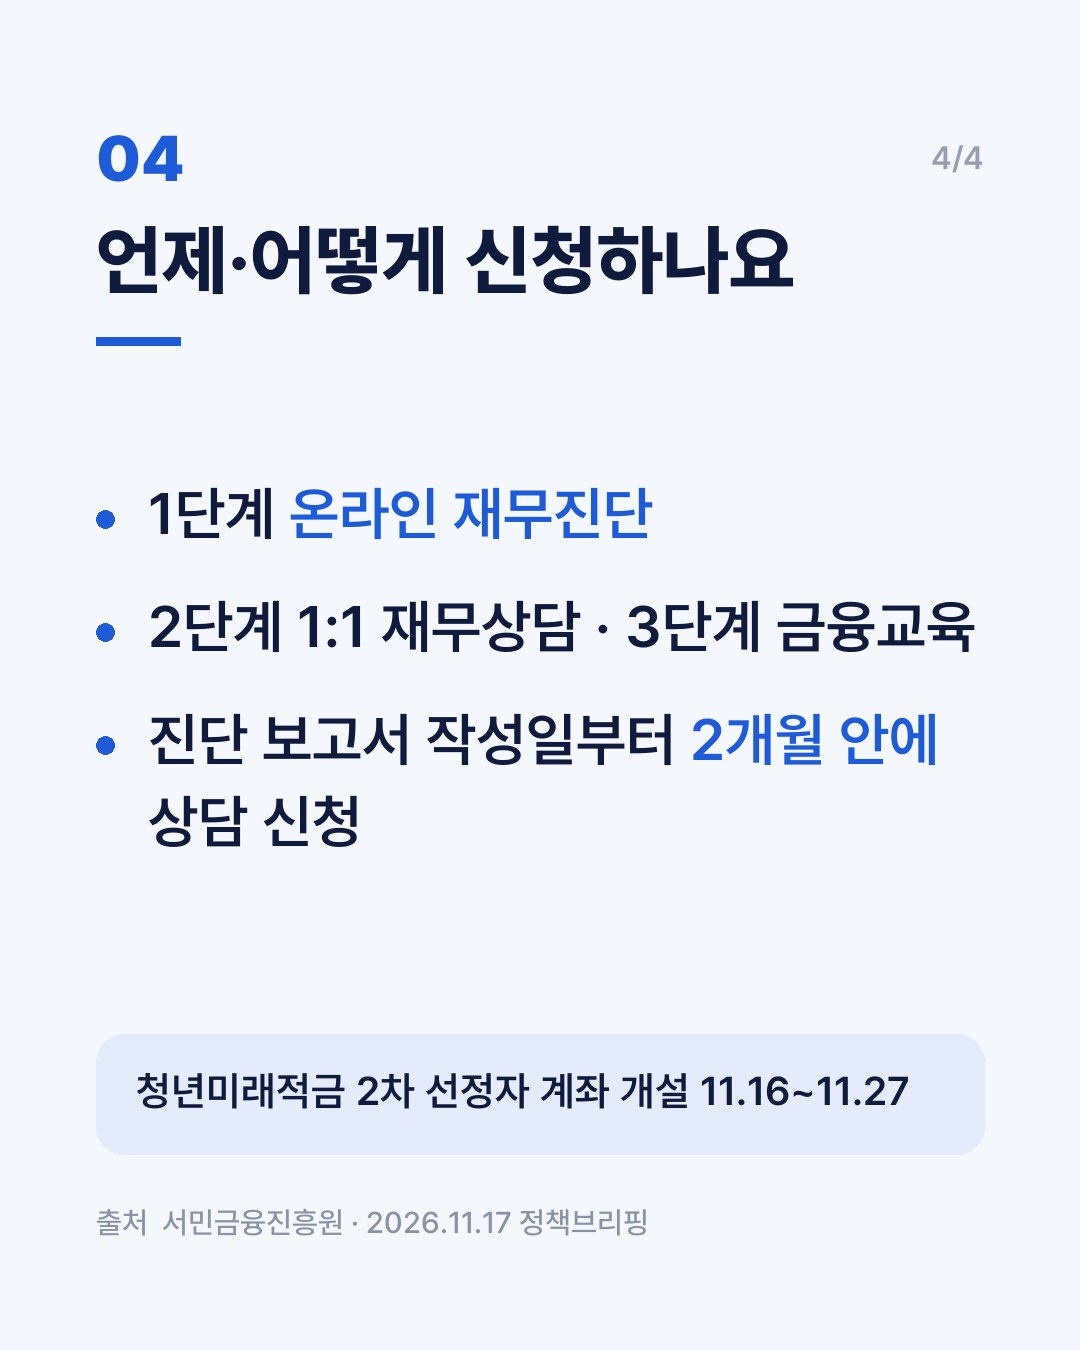 04
4/4
언제·어떻게 신청하나요
1단계 온라인 재무진단
2단계 1:1 재무상담 · 3단계 금융교육
진단 보고서 작성일부터 2개월 안에
상담 신청
청년미래적금 2차 선정자 계좌 개설 11.16~11.27
출처 서민금융진흥원 · 2026.11.17 정책브리핑